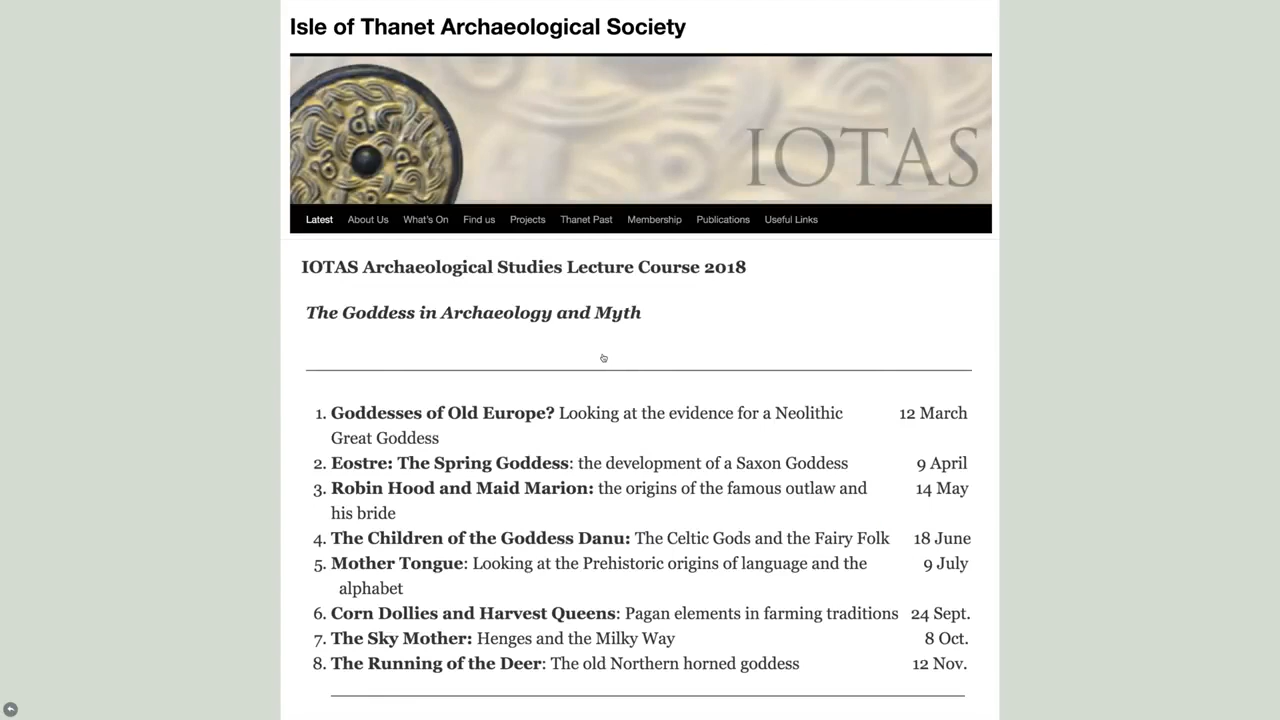 Isle of Thanet Archaeological Society
IOTAS
Latest About Us What's On Find us Projects Thanet Past Membership Publications Useful Links
IOTAS Archaeological Studies Lecture Course 2018
The Goddess in Archaeology and Myth
1. Goddesses of Old Europe? Looking at the evidence for a Neolithic 12 March
Great Goddess
2. Eostre: The Spring Goddess: the development of a Saxon Goddess 9 April
3. Robin Hood and Maid Marion: the origins of the famous outlaw and 14 May
his bride
4. The Children of the Goddess Danu: The Celtic Gods and the Fairy Folk 18 June
5. Mother Tongue: Looking at the Prehistoric origins of language and the 9 July
alphabet
6. Corn Dollies and Harvest Queens: Pagan elements in farming traditions 24 Sept.
7. The Sky Mother: Henges and the Milky Way 8 Oct.
8. The Running of the Deer: The old Northern horned goddess 12 Nov.